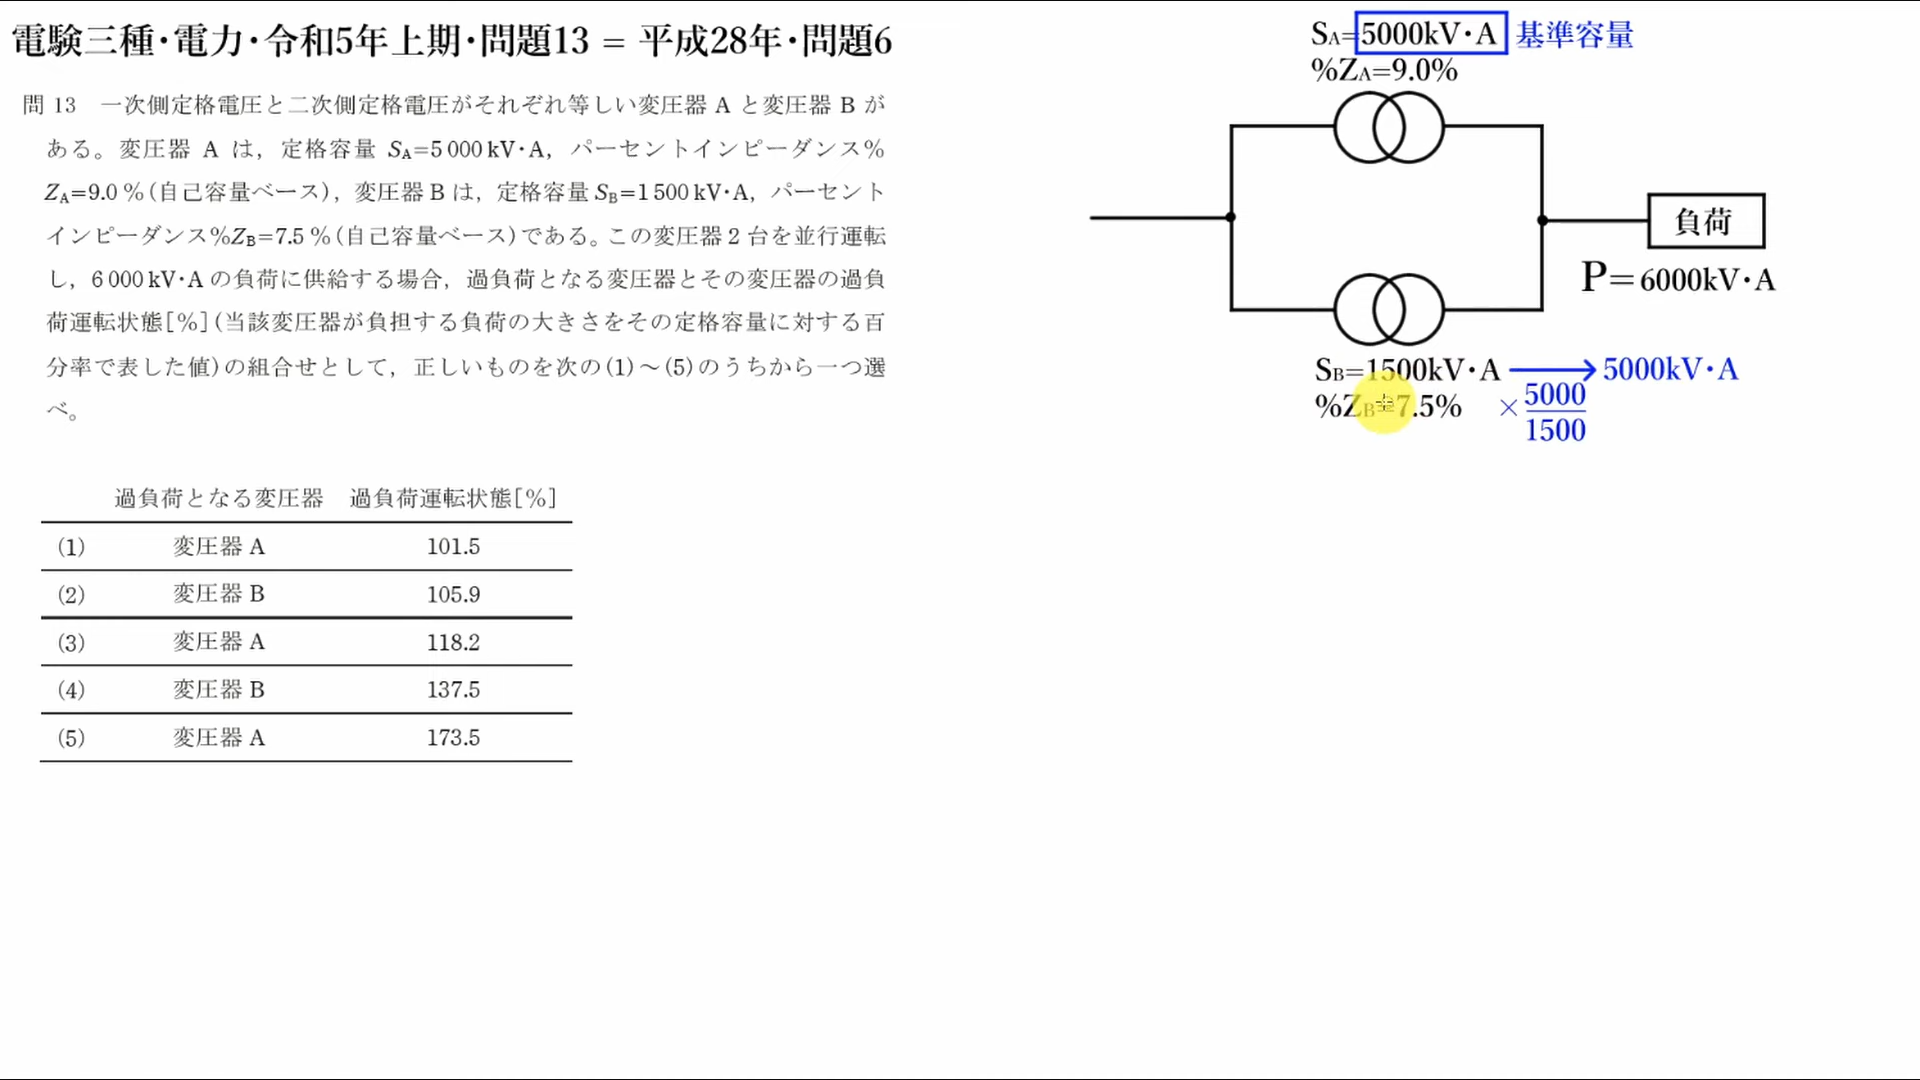 電験三種・電力・令和5年上期・問題13 = 平成28年・問題6
問 13 一次側定格電圧と二次側定格電圧がそれぞれ等しい変圧器 A と変圧器 B が
ある。変圧器 A は，定格容量 SA=5 000 kV・A，パーセントインピーダンス%
ZA=9.0 %(自己容量ベース)，変圧器 B は，定格容量 SB=1 500 kV・A，パーセント
インピーダンス%ZB=7.5 %(自己容量ベース)である。この変圧器 2 台を並行運転
し，6 000 kV・A の負荷に供給する場合，過負荷となる変圧器とその変圧器の過負
荷運転状態[%](当該変圧器が負担する負荷の大きさをその定格容量に対する百
分率で表した値)の組合せとして，正しいものを次の(1)～(5)のうちから一つ選
べ。
過負荷となる変圧器 過負荷運転状態[%]
(1) 変圧器 A 101.5
(2) 変圧器 B 105.9
(3) 変圧器 A 118.2
(4) 変圧器 B 137.5
(5) 変圧器 A 173.5
SA=5000kV・A 基準容量
%ZA=9.0%
負荷
P=6000kV・A
SB=1500kV・A 5000kV・A
%ZB=7.5% × 5000
1500